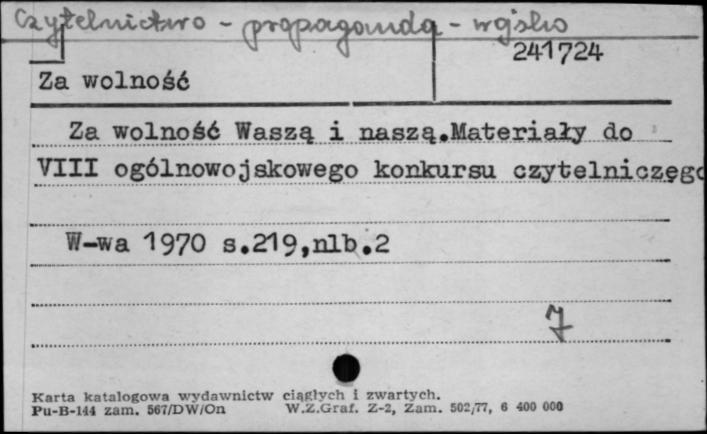 Czytelnictwo - propaganda - wojsko
241724
Za wolność
Za wolność Waszą i naszą.Materiały do
VIII ogólnowojskowego konkursu czytelniczego
W-wa 1970 s.219,nlb.2
7
Karta katalogowa wydawnictw ciągłych i zwartych.
Pu-B-144 zam. 567/DW/On W.Z.Graf. Z-2, Zam. 502/77, 6 400 000